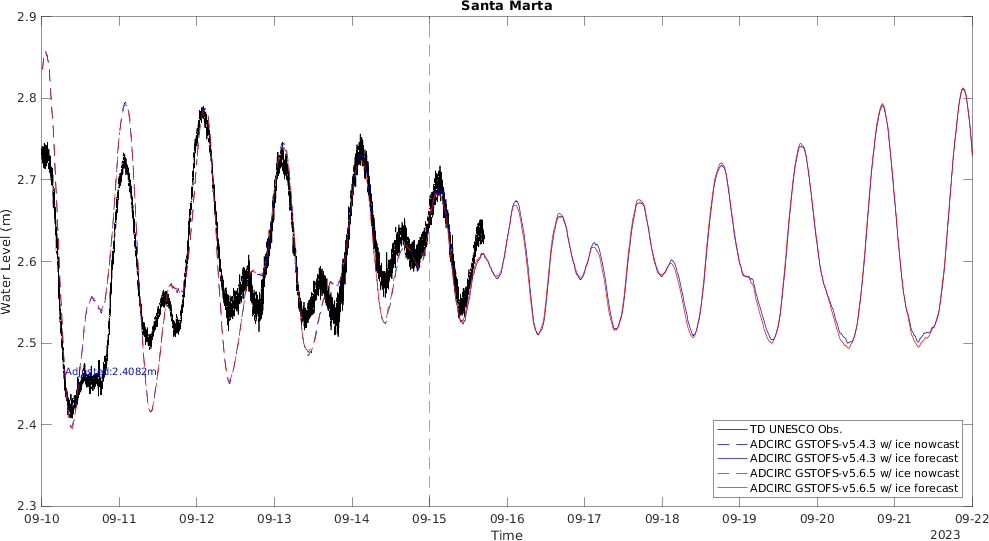 Santa Marta
2.9
2.8
2.7
2.6
2.5
2.4
2.3
Water Level (m)
Adjusted:2.4082m
TD UNESCO Obs.
ADCIRC GSTOFS-v5.4.3 w/ ice nowcast
ADCIRC GSTOFS-v5.4.3 w/ ice forecast
ADCIRC GSTOFS-v5.6.5 w/ ice nowcast
ADCIRC GSTOFS-v5.6.5 w/ ice forecast
09-10 09-11 09-12 09-13 09-14 09-15 09-16 09-17 09-18 09-19 09-20 09-21 09-22
Time
2023